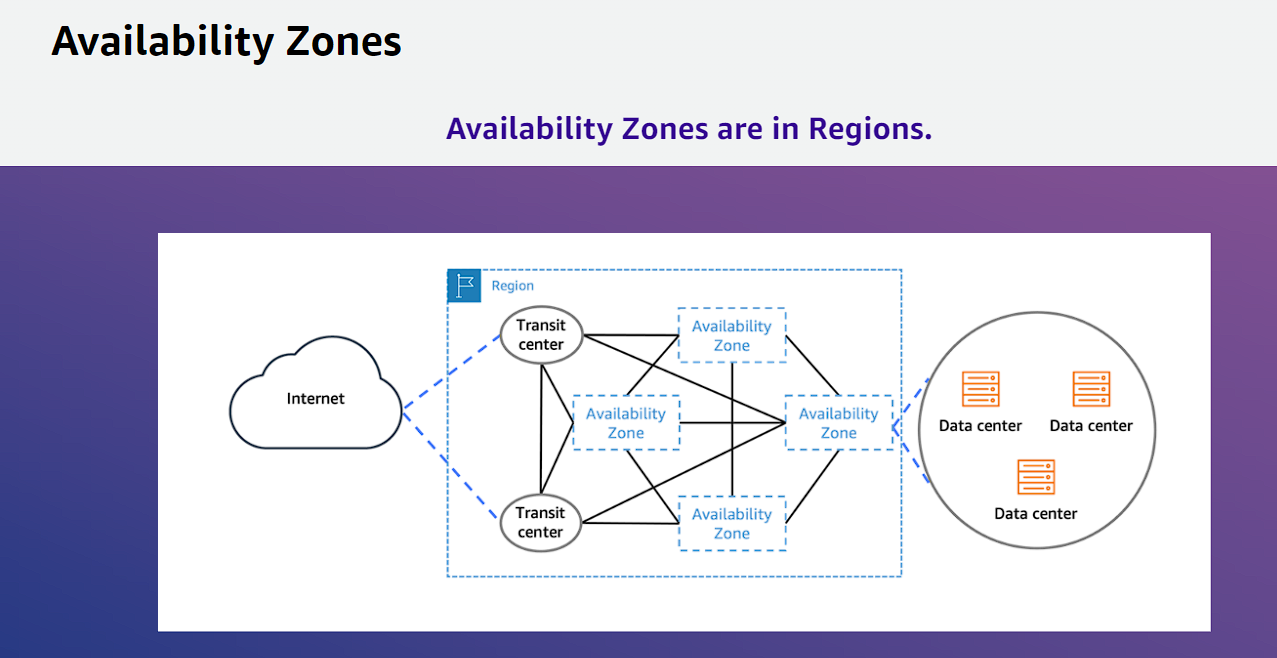 Availability Zones
Availability Zones are in Regions.
Region
Internet
Transit
center
Availability
Zone
Availability
Zone
Availability
Zone
Transit
center
Availability
Zone
Data center
Data center
Data center